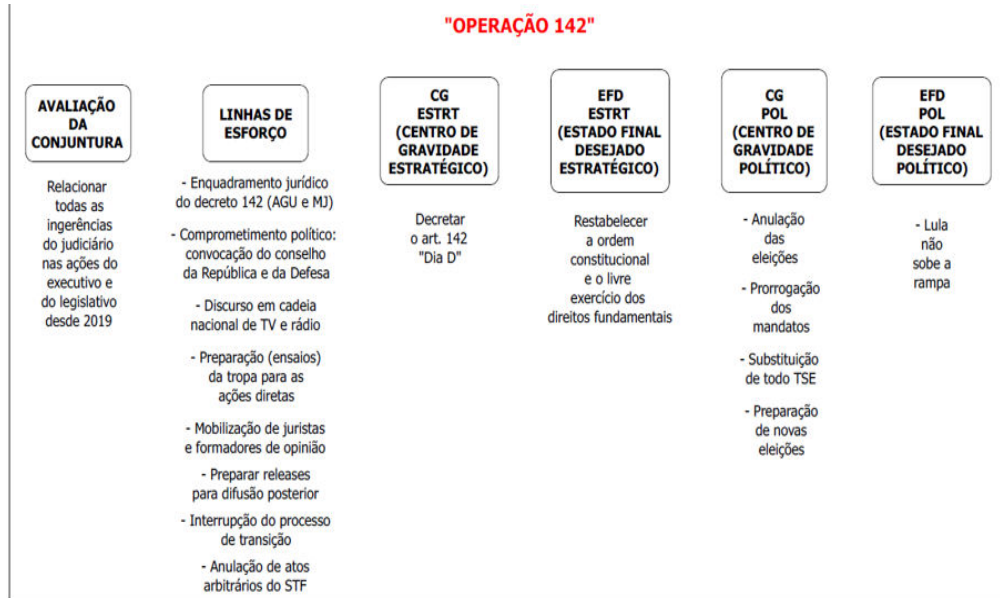 "OPERAÇÃO 142"
AVALIAÇÃO
DA
CONJUNTURA
Relacionar
todas as
ingerências
do judiciário
nas ações do
executivo e
do legislativo
desde 2019
LINHAS DE
ESFORÇO
- Enquadramento jurídico
do decreto 142 (AGU e MJ)
- Comprometimento político:
convocação do conselho
da República e da Defesa
- Discurso em cadeia
nacional de TV e rádio
- Preparação (ensaios)
da tropa para as
ações diretas
- Mobilização de juristas
e formadores de opinião
- Preparar releases
para difusão posterior
- Interrupção do processo
de transição
- Anulação de atos
arbitrários do STF
CG
ESTRT
(CENTRO DE
GRAVIDADE
ESTRATÉGICO)
Decretar
o art. 142
"Dia D"
EFD
ESTRT
(ESTADO FINAL
DESEJADO
ESTRATÉGICO)
Restabelecer
a ordem
constitucional
e o livre
exercício dos
direitos fundamentais
CG
POL
(CENTRO DE
GRAVIDADE
POLÍTICO)
- Anulação
das
eleições
- Prorrogação
dos
mandatos
- Substituição
de todo TSE
- Preparação
de novas
eleições
EFD
POL
(ESTADO FINAL
DESEJADO
POLÍTICO)
- Lula
não
sobe a
rampa